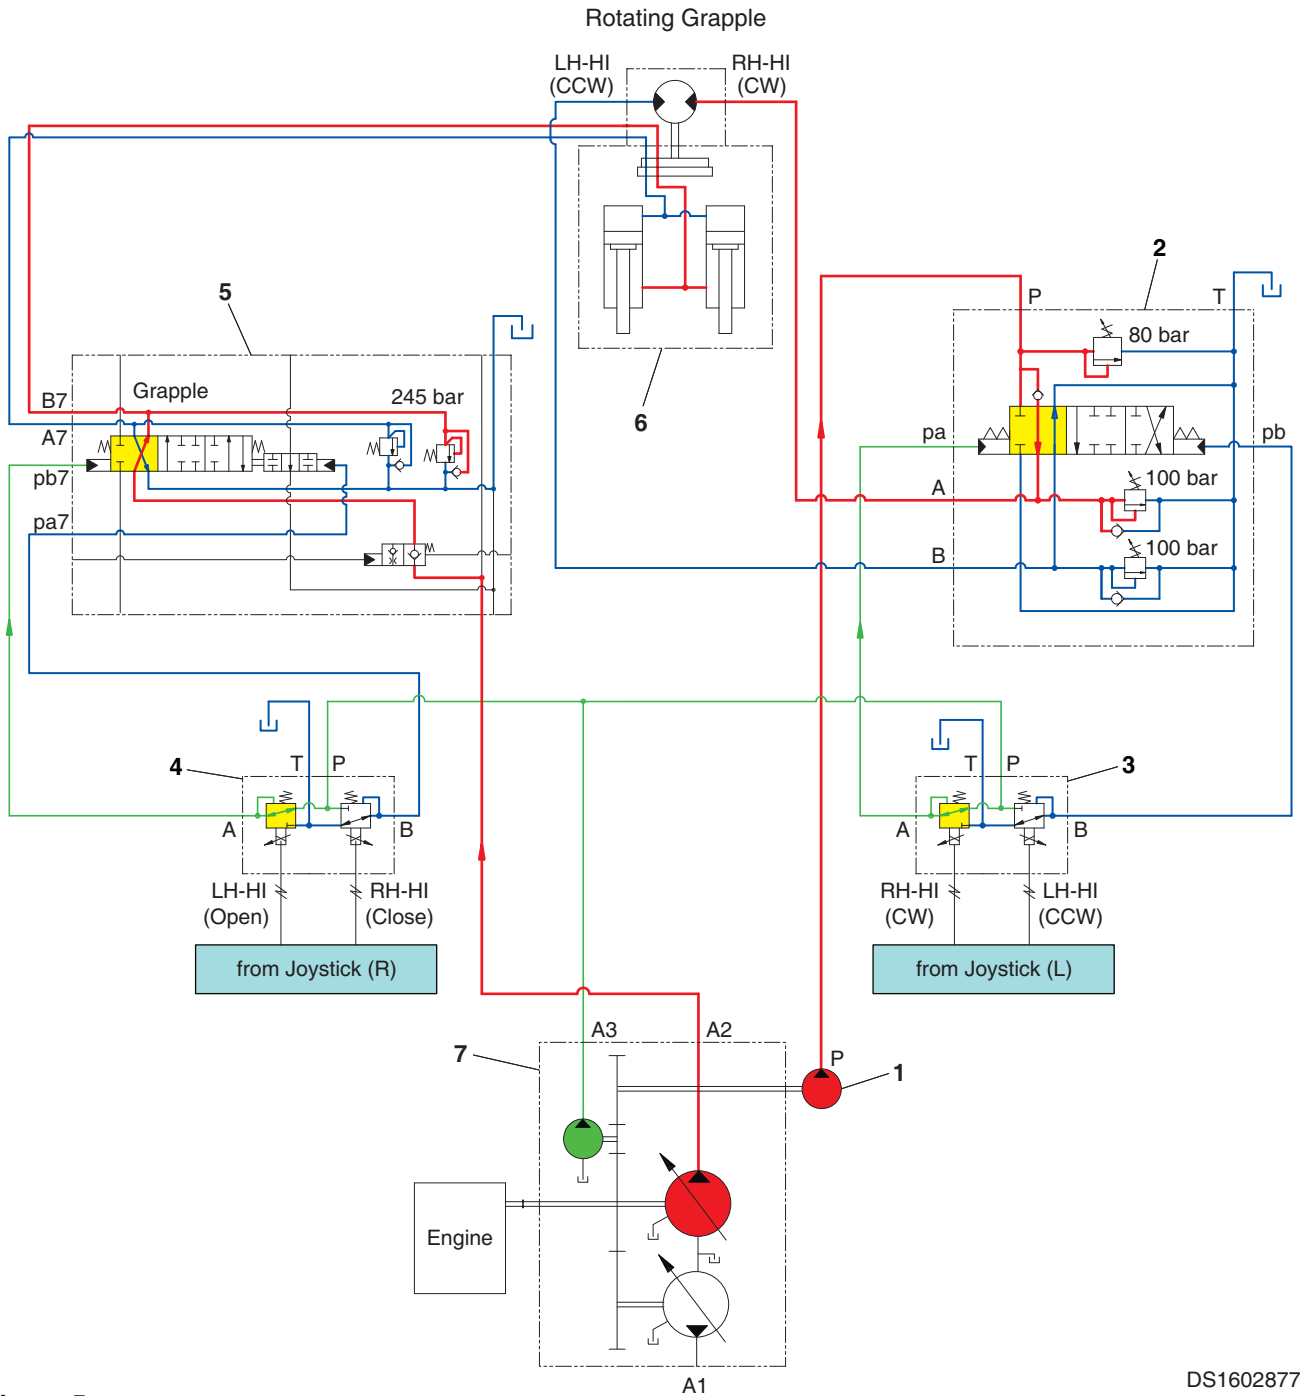 Rotating Grapple
LH-HI
(CCW)
RH-HI
(CW)
2
P
T
80 bar
5
Grapple
245 bar
B7
A7
pb7
pa7
6
pa
pb
A
100 bar
B
100 bar
4
T
P
A
B
LH-HI
(Open)
RH-HI
(Close)
from Joystick (R)
T
P
3
A
B
RH-HI
(CW)
LH-HI
(CCW)
from Joystick (L)
A3
A2
7
P
1
Engine
A1
DS1602877